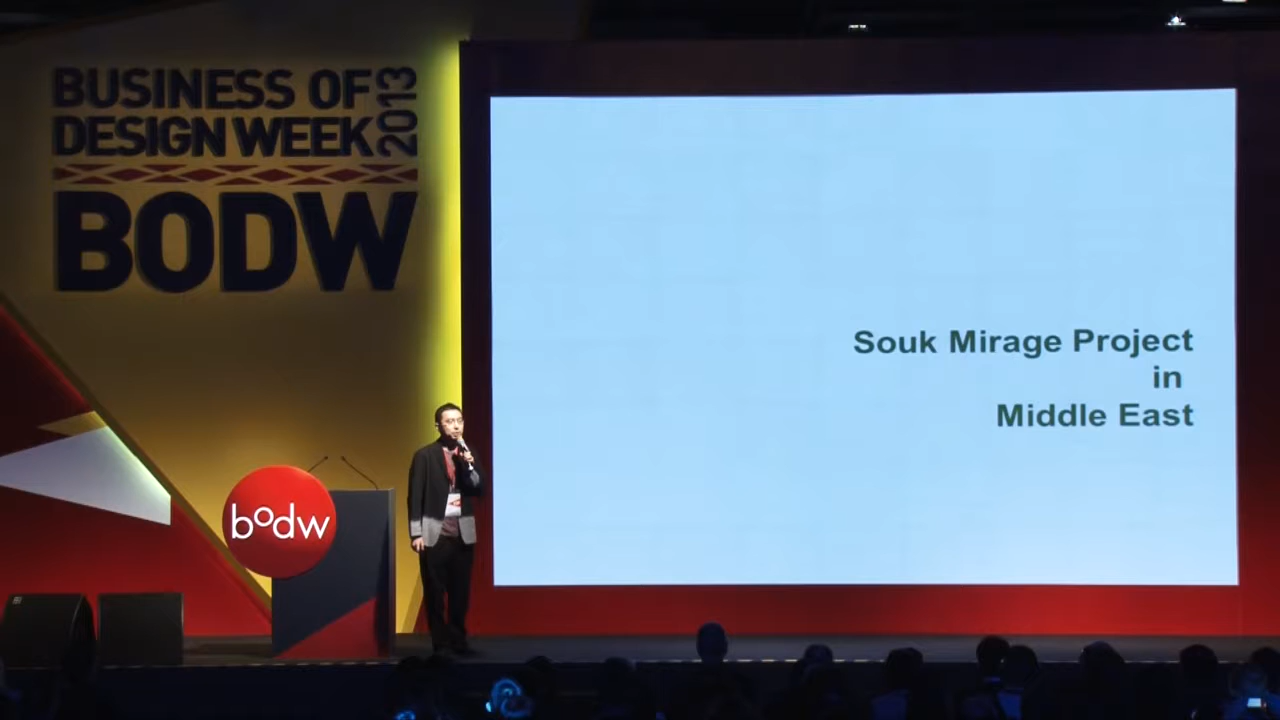 BUSINESS OF
DESIGN WEEK
2013
BODW
bodw
Souk Mirage Project
in
Middle East